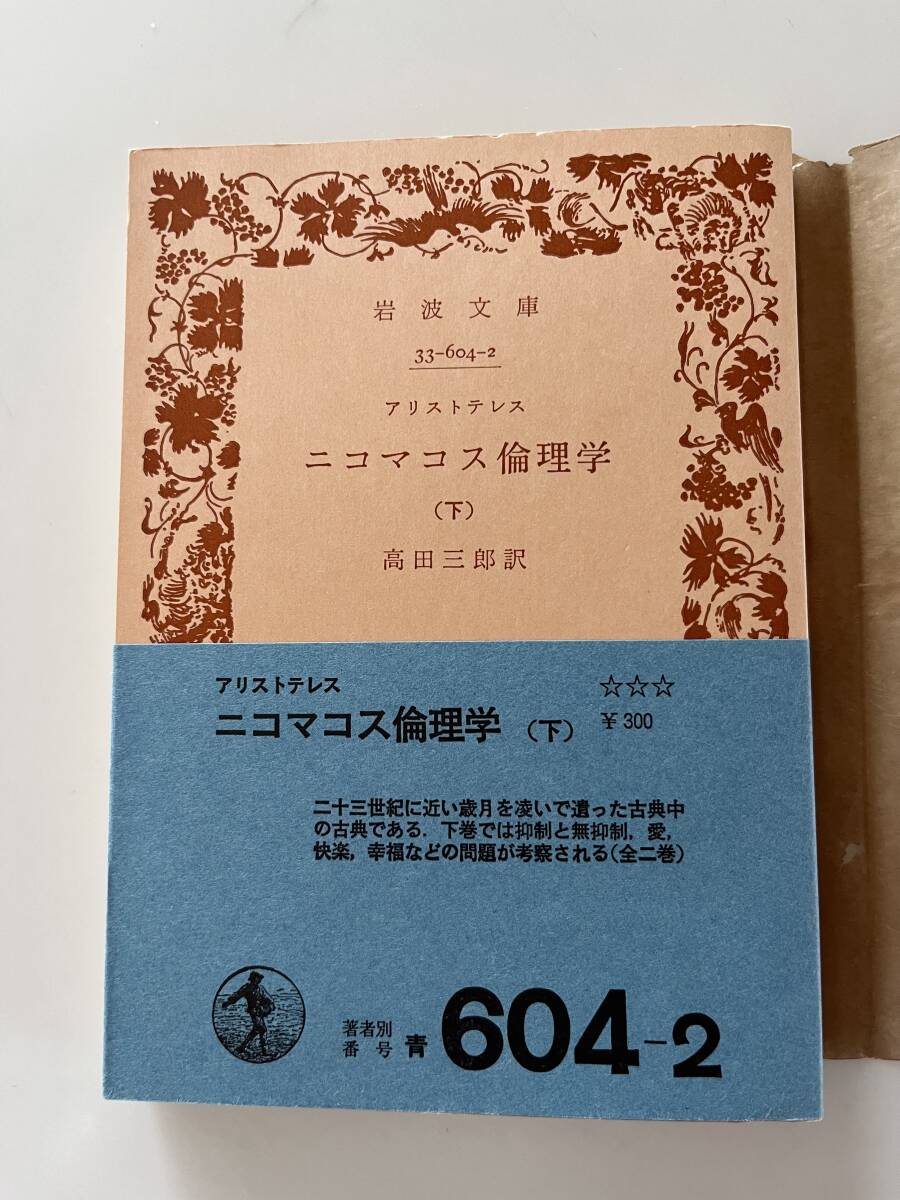 岩波文庫
33-604-2
アリストテレス
ニコマコス倫理学
(下)
高田三郎訳
アリストテレス ☆☆☆
ニコマコス倫理学 (下) ¥300
二十三世紀に近い歳月を凌いで遺った古典中
の古典である．下巻では抑制と無抑制，愛，
快楽，幸福などの問題が考察される(全二巻)
著者別
番号 青 604-2